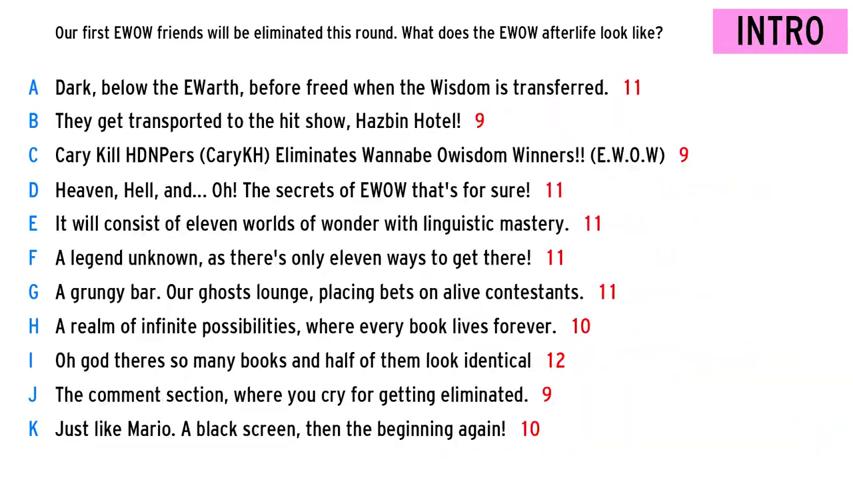 Our first EWOW friends will be eliminated this round. What does the EWOW afterlife look like?
INTRO
A Dark, below the EWarth, before freed when the Wisdom is transferred. 11
B They get transported to the hit show, Hazbin Hotel! 9
C Cary Kill HDNPers (CaryKH) Eliminates Wannabe Owisdom Winners!! (E.W.O.W) 9
D Heaven, Hell, and... Oh! The secrets of EWOW that's for sure! 11
E It will consist of eleven worlds of wonder with linguistic mastery. 11
F A legend unknown, as there's only eleven ways to get there! 11
G A grungy bar. Our ghosts lounge, placing bets on alive contestants. 11
H A realm of infinite possibilities, where every book lives forever. 10
I Oh god theres so many books and half of them look identical 12
J The comment section, where you cry for getting eliminated. 9
K Just like Mario. A black screen, then the beginning again! 10